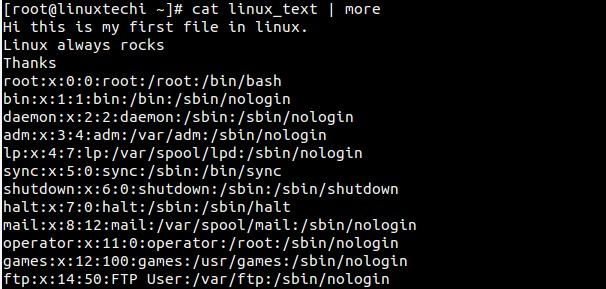 [root@linuxtechi ~]# cat linux_text | more
Hi this is my first file in linux.
Linux always rocks
Thanks
root:x:0:0:root:/root:/bin/bash
bin:x:1:1:bin:/bin:/sbin/nologin
daemon:x:2:2:daemon:/sbin:/sbin/nologin
adm:x:3:4:adm:/var/adm:/sbin/nologin
lp:x:4:7:lp:/var/spool/lpd:/sbin/nologin
sync:x:5:0:sync:/sbin:/bin/sync
shutdown:x:6:0:shutdown:/sbin:/sbin/shutdown
halt:x:7:0:halt:/sbin:/sbin/halt
mail:x:8:12:mail:/var/spool/mail:/sbin/nologin
operator:x:11:0:operator:/root:/sbin/nologin
games:x:12:100:games:/usr/games:/sbin/nologin
ftp:x:14:50:FTP User:/var/ftp:/sbin/nologin